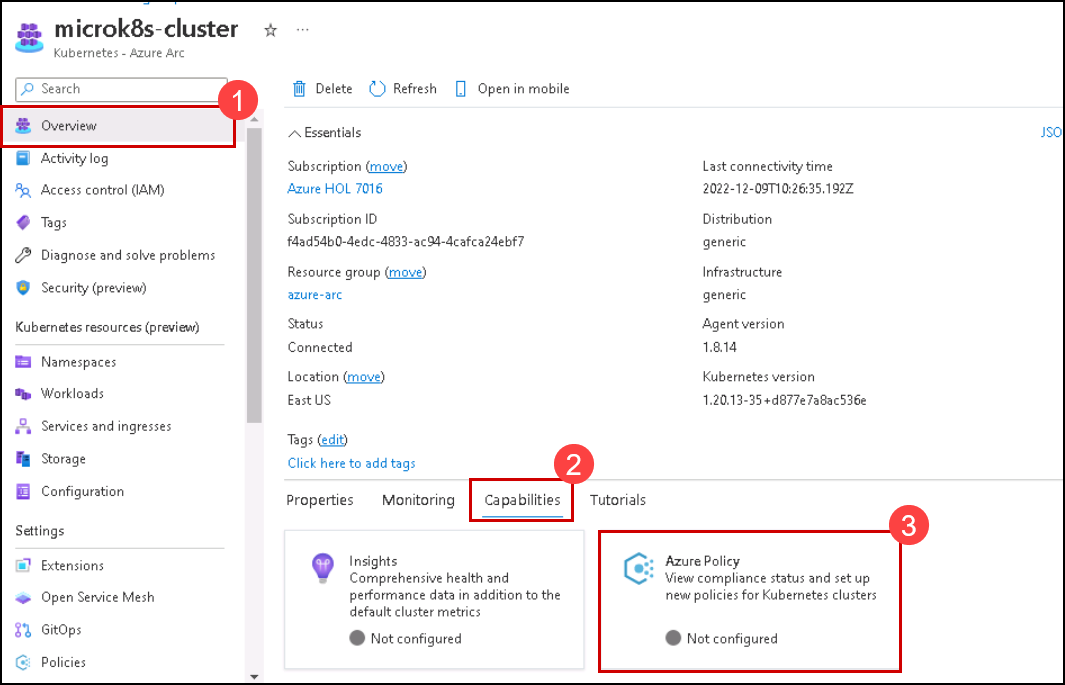 microk8s-cluster
Kubernetes - Azure Arc
Search
1
Overview
Activity log
Access control (IAM)
Tags
Diagnose and solve problems
Security (preview)
Kubernetes resources (preview)
Namespaces
Workloads
Services and ingresses
Storage
Configuration
Settings
Extensions
Open Service Mesh
GitOps
Policies
Delete
Refresh
Open in mobile
Essentials
JSO
Subscription (move)
Azure HOL 7016
Subscription ID
f4ad54b0-4edc-4833-ac94-4cafca24ebf7
Resource group (move)
azure-arc
Status
Connected
Location (move)
East US
Tags (edit)
Click here to add tags
Last connectivity time
2022-12-09T10:26:35.192Z
Distribution
generic
Infrastructure
generic
Agent version
1.8.14
Kubernetes version
1.20.13-35+d877e7a8ac536e
2
Properties
Monitoring
Capabilities
Tutorials
Insights
Comprehensive health and
performance data in addition to the
default cluster metrics
Not configured
3
Azure Policy
View compliance status and set up
new policies for Kubernetes clusters
Not configured